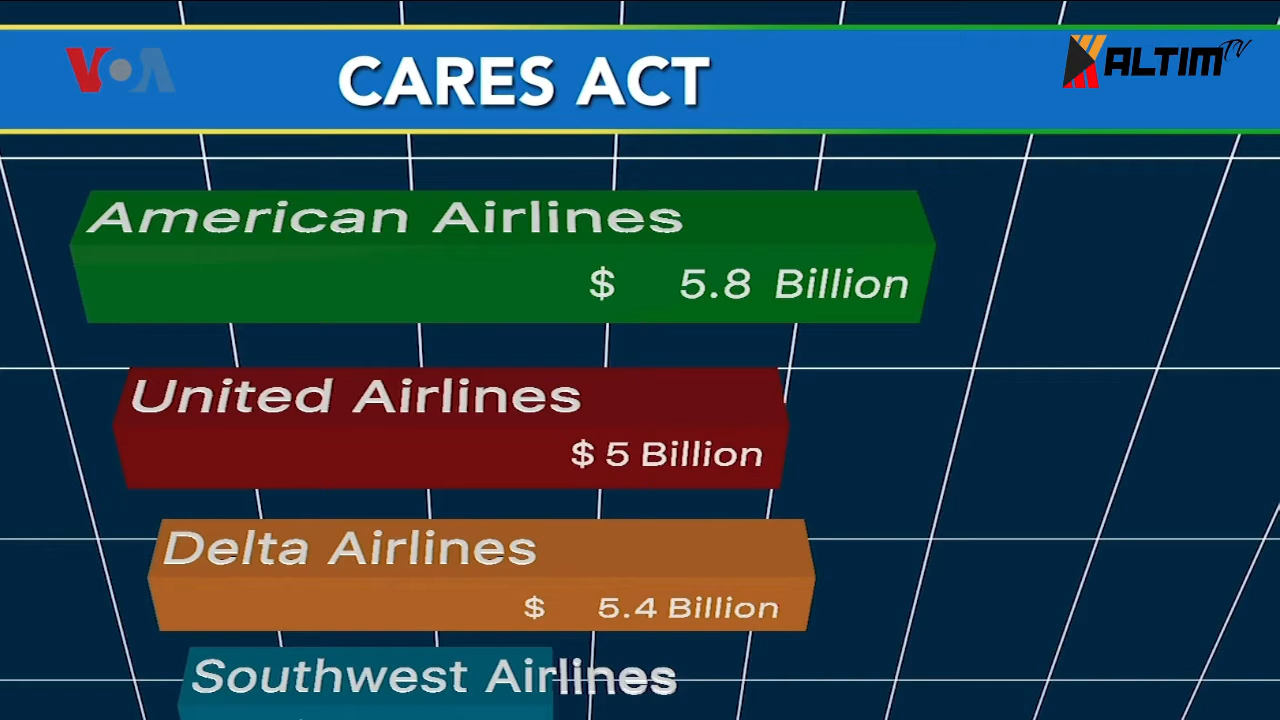 VOA
CARES ACT
KALTIM TV
American Airlines
$ 5.8 Billion
United Airlines
$ 5 Billion
Delta Airlines
$ 5.4 Billion
Southwest Airlines